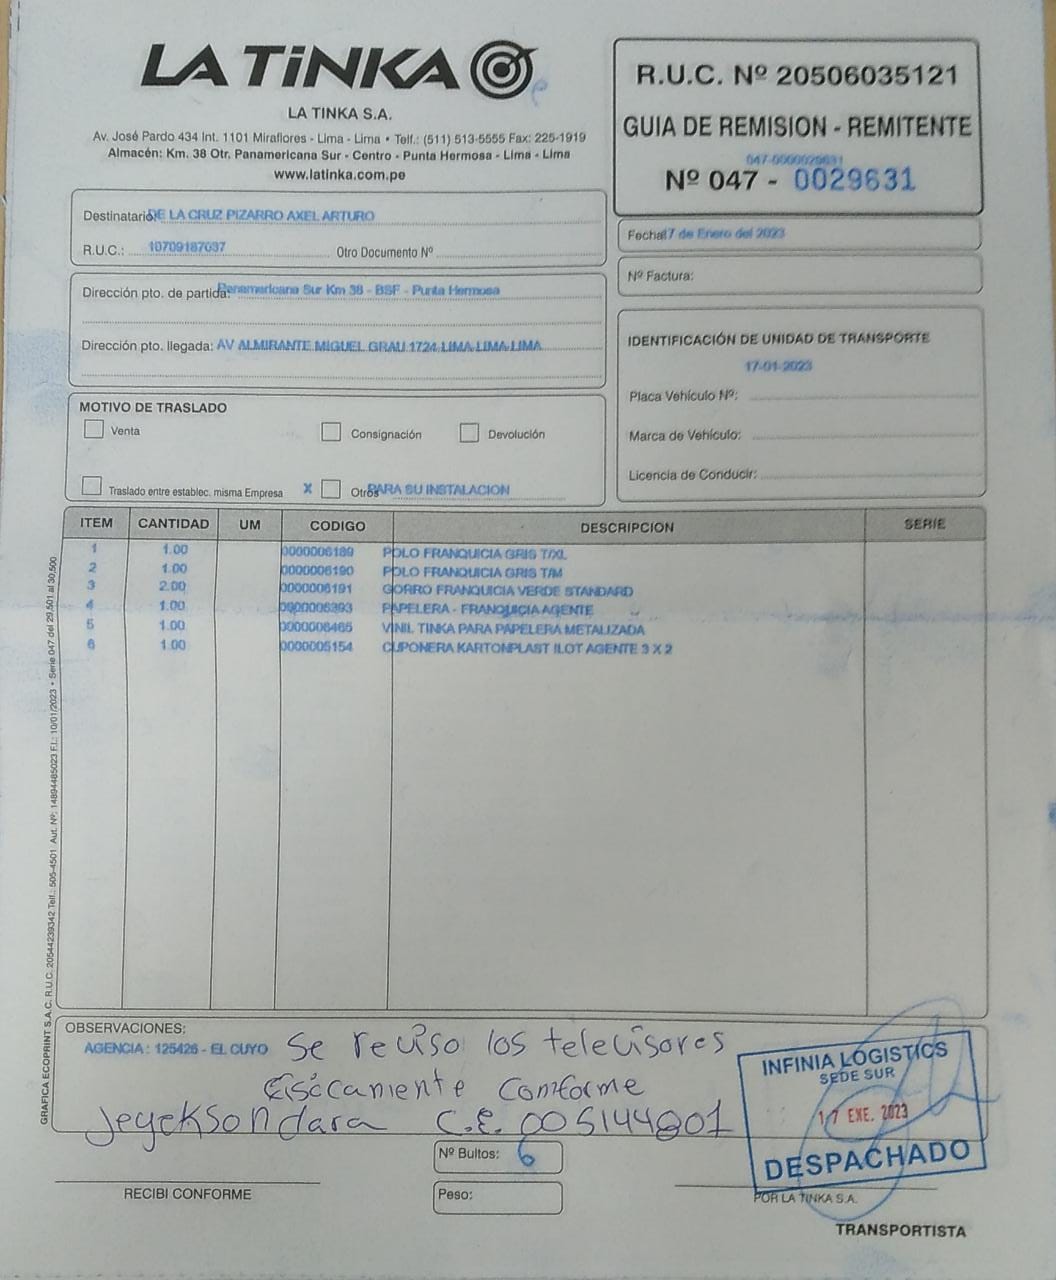 LA TiNKA
LA TINKA S.A.
Av. José Pardo 434 Int. 1101 Miraflores - Lima - Lima • Telf.: (511) 513-5555 Fax: 225-1919
Almacén: Km. 38 Otr. Panamericana Sur - Centro - Punta Hermosa - Lima - Lima
www.latinka.com.pe
R.U.C. Nº 20506035121
GUIA DE REMISION - REMITENTE
047-0000029631
Nº 047 - 0029631
Destinatario: DE LA CRUZ PIZARRO AXEL ARTURO
R.U.C.: 10709187037 Otro Documento Nº
Fecha 17 de Enero del 2023
Nº Factura:
Dirección pto. de partida: Panamericana Sur Km 38 - BSF - Punta Hermosa
Dirección pto. llegada: AV ALMIRANTE MIGUEL GRAU 1724-LIMA-LIMA-LIMA
IDENTIFICACIÓN DE UNIDAD DE TRANSPORTE
17-01-2023
Placa Vehículo Nº:
Marca de Vehículo:
Licencia de Conducir:
MOTIVO DE TRASLADO
Venta Consignación Devolución
Traslado entre establec. misma Empresa X Otros PARA SU INSTALACION
ITEM CANTIDAD UM CODIGO DESCRIPCION SERIE
1 1.00 0000006189 POLO FRANQUICIA GRIS T/XL
2 1.00 0000006190 POLO FRANQUICIA GRIS T/M
3 2.00 0000006191 GORRO FRANQUICIA VERDE STANDARD
4 1.00 0000006393 PAPELERA - FRANQUICIA AGENTE
5 1.00 0000006465 VINIL TINKA PARA PAPELERA METALIZADA
6 1.00 0000005154 CUPONERA KARTONPLAST ILOT AGENTE 3 X 2
GRAFICA ECOPRINT S.A.C. R.U.C. 20544239342 Telf.: 505-4501 Aut. Nº: 14894485023 F.I.: 10/01/2023 • Serie 047 del 29,501 al 30,500
OBSERVACIONES:
AGENCIA : 125426 - EL CUYO
Se reviso los televisores
fisicamente conforme
Jeyckson dara C.E. 005144801
INFINIA LOGISTICS
SEDE SUR
17 ENE. 2023
DESPACHADO
Nº Bultos: 6
Peso:
RECIBI CONFORME
POR LA TINKA S.A.
TRANSPORTISTA